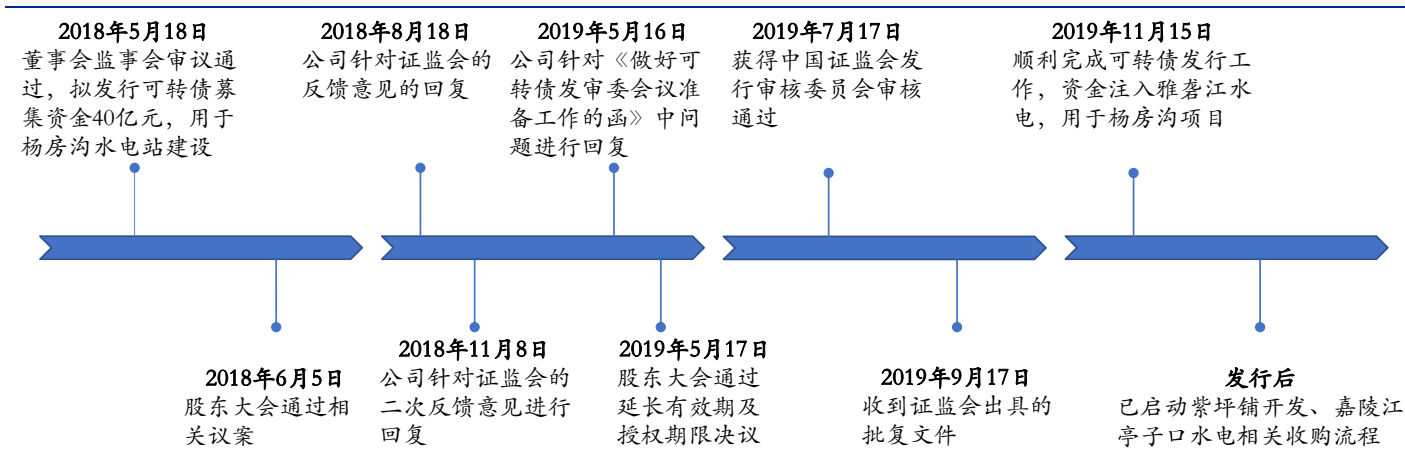 2018年5月18日
董事会监事会审议通
过，拟发行可转债募
集资金40亿元，用于
杨房沟水电站建设
2018年8月18日
公司针对证监会的
反馈意见的回复
2019年5月16日
公司针对《做好可
转债发审委会议准
备工作的函》中问
题进行回复
2019年7月17日
获得中国证监会发
行审核委员会审核
通过
2019年11月15日
顺利完成可转债发行工
作，资金注入雅砻江水
电，用于杨房沟项目
2018年6月5日
股东大会通过相
关议案
2018年11月8日
公司针对证监会的
二次反馈意见进行
回复
2019年5月17日
股东大会通过
延长有效期及
授权期限决议
2019年9月17日
收到证监会出具的
批复文件
发行后
已启动紫坪铺开发、嘉陵江
亭子口水电相关收购流程